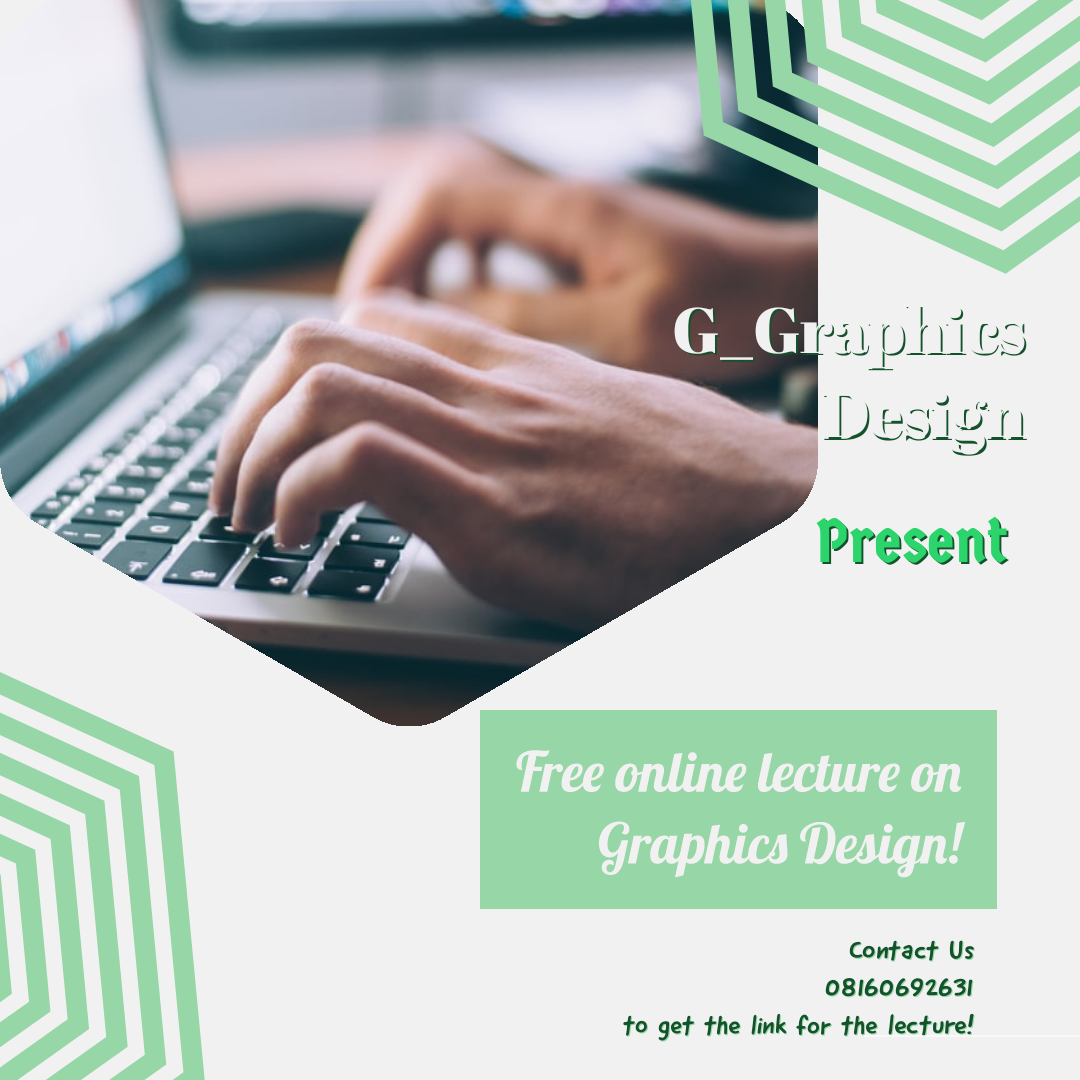 G_Graphics
Design
Present
Free online lecture on
Graphics Design!
Contact Us
08160692631
to get the link for the lecture!